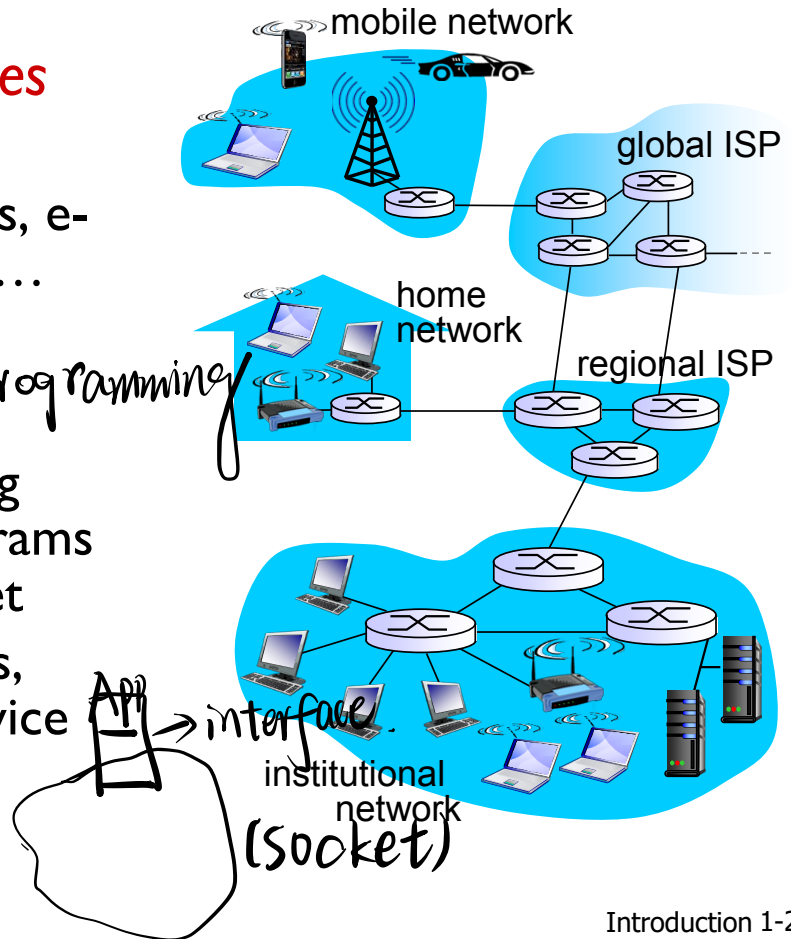 mobile network
es
global ISP
s, e-
...
home
network
rogramming
regional ISP
g
rams
et
s,
vice
App
→ interface.
institutional
network
(socket)
Introduction 1-2